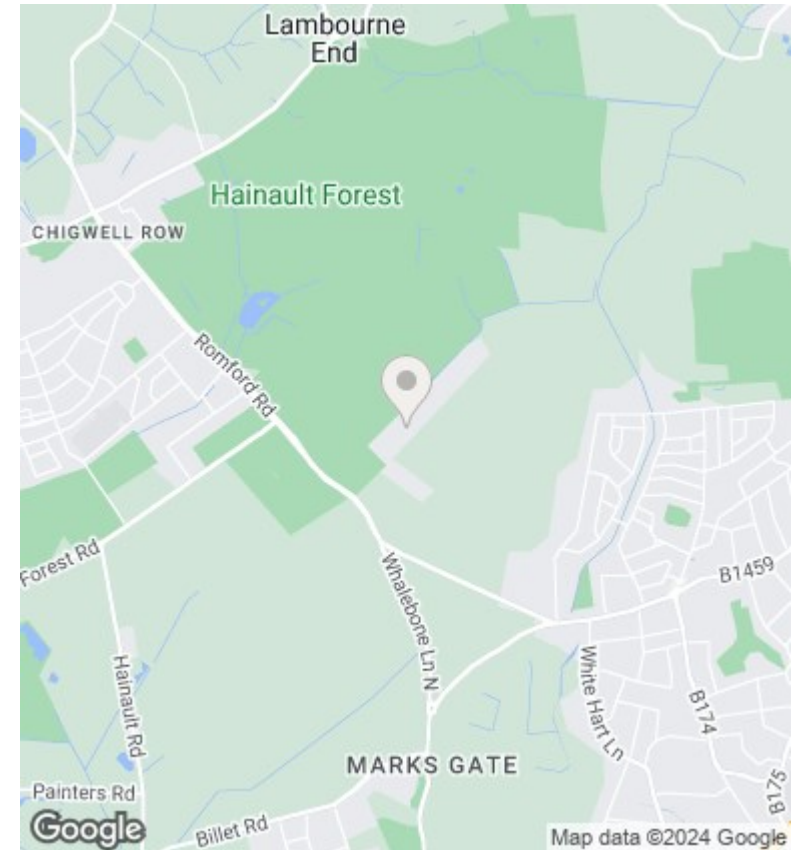 Lambourne
End
Hainault Forest
CHIGWELL ROW
Romford Rd
Forest Rd
B1459
Whalebone Ln N
Hainault Rd
White Hart Ln
B174
MARKS GATE
B175
Painters Rd
Billet Rd
Google
Map data ©2024 Google